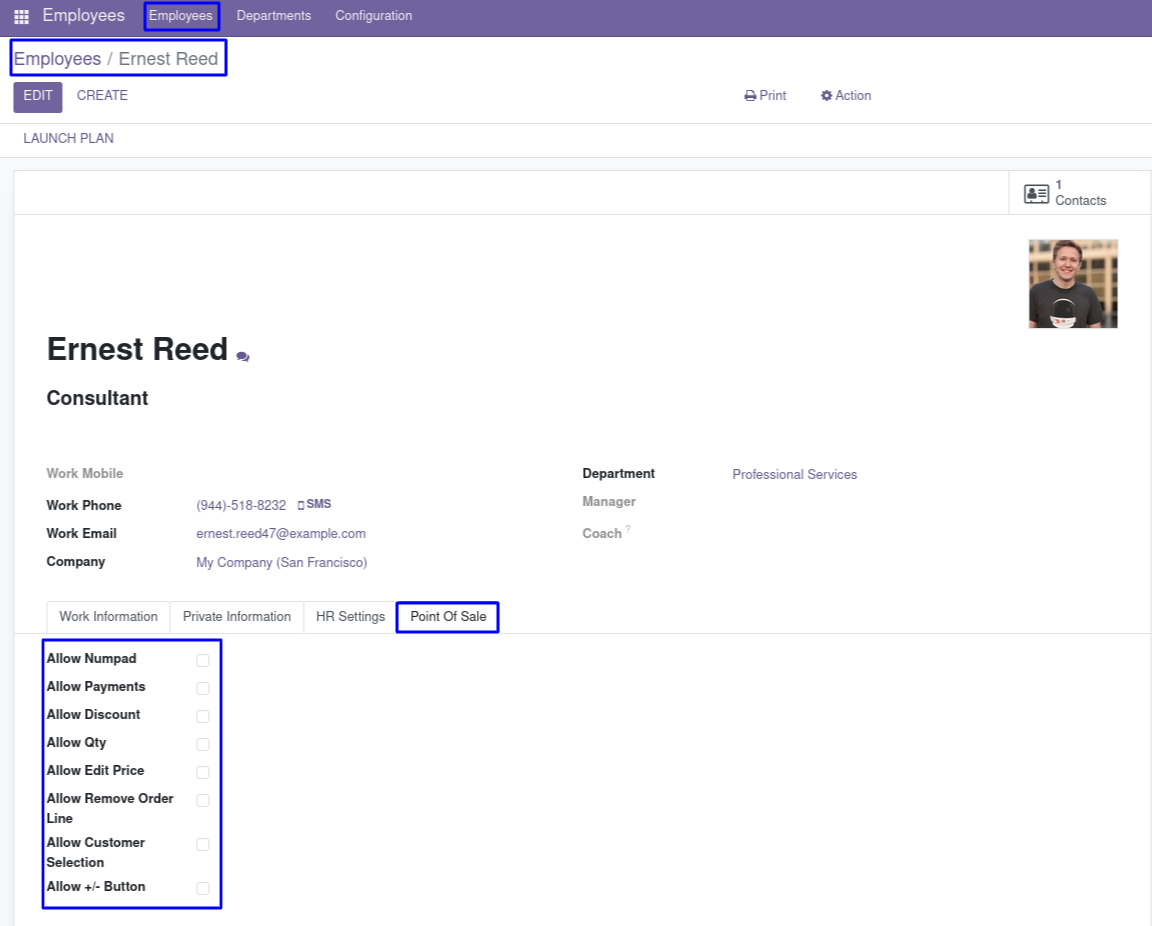 Employees Employees Departments Configuration
Employees / Ernest Reed
EDIT CREATE Print Action
LAUNCH PLAN
1
Contacts
Ernest Reed
Consultant
Work Mobile
Work Phone (944)-518-8232 SMS
Work Email ernest.reed47@example.com
Company My Company (San Francisco)
Department Professional Services
Manager
Coach ?
Work Information Private Information HR Settings Point Of Sale
Allow Numpad
Allow Payments
Allow Discount
Allow Qty
Allow Edit Price
Allow Remove Order
Line
Allow Customer
Selection
Allow +/- Button